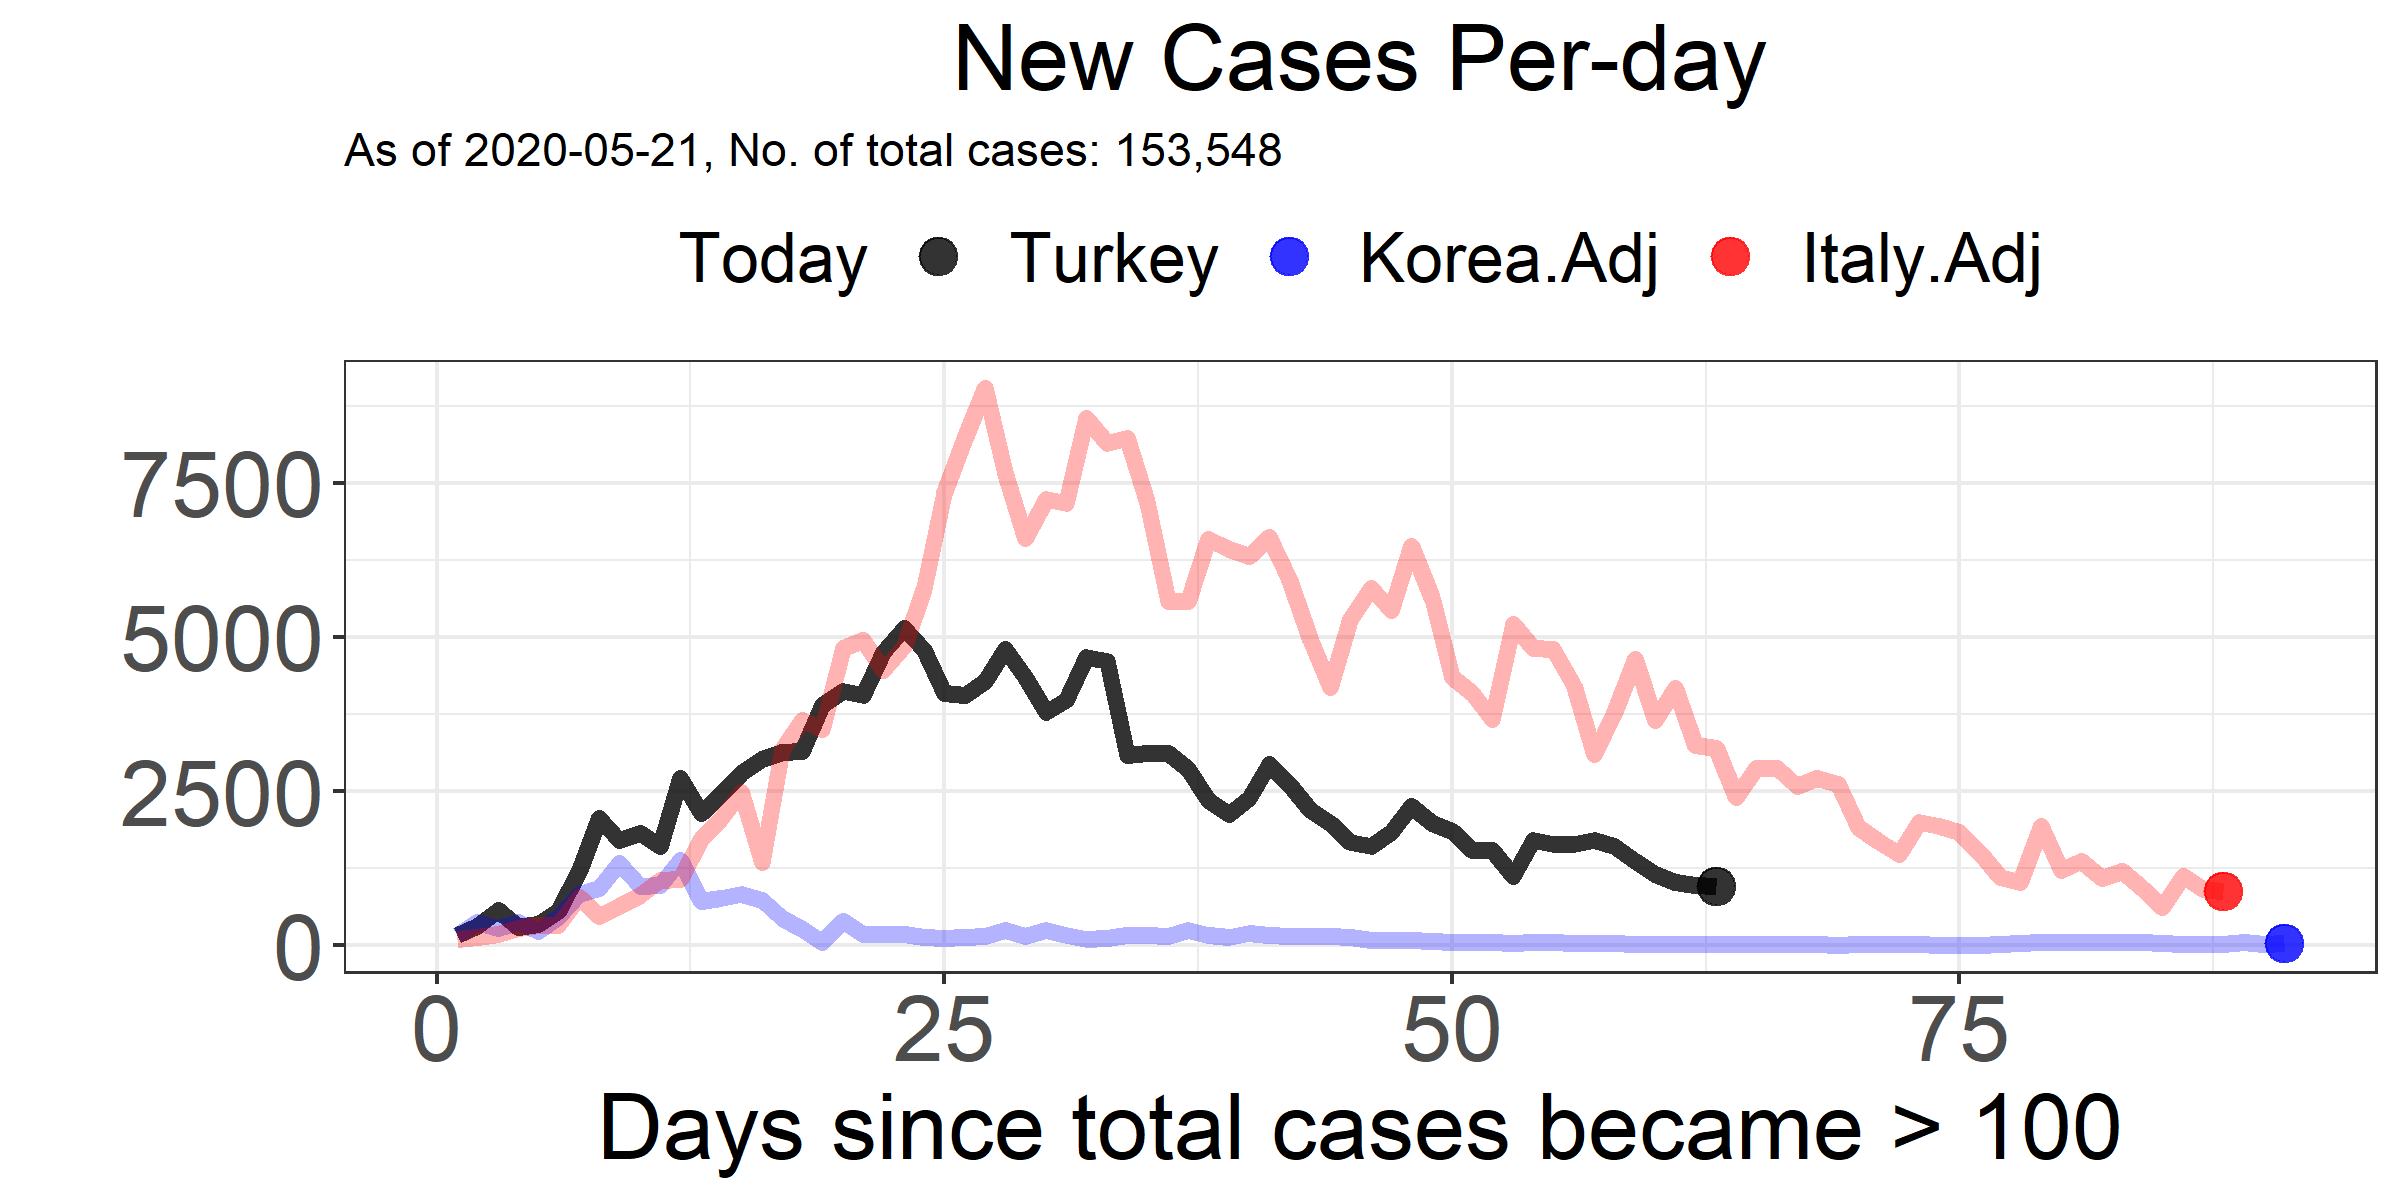 New Cases Per-day
As of 2020-05-21, No. of total cases: 153,548
Today Turkey Korea.Adj Italy.Adj
7500
5000
2500
0
0 25 50 75
Days since total cases became > 100